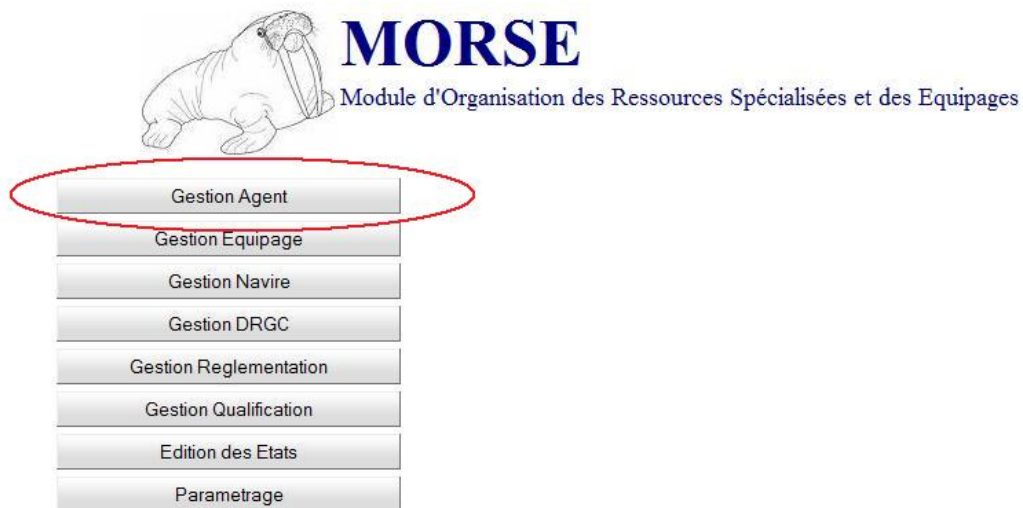 MORSE
Module d'Organisation des Ressources Spécialisées et des Equipages
Gestion Agent
Gestion Equipage
Gestion Navire
Gestion DRGC
Gestion Reglementation
Gestion Qualification
Edition des Etats
Parametrage